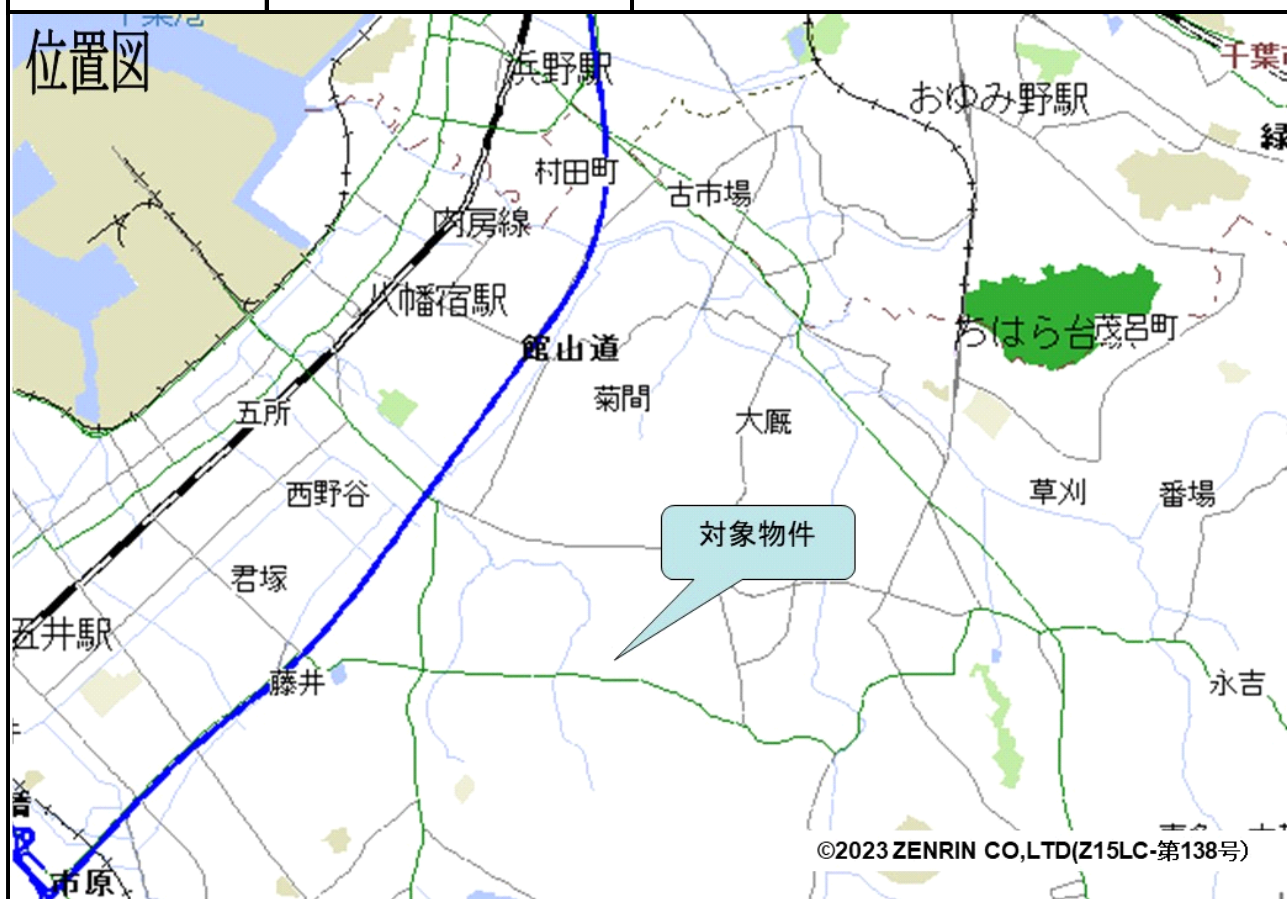 位置図
浜野駅
おゆみ野駅
村田町
古市場
内房線
八幡宿駅
館山道
ちはら台
茂呂町
菊間
五所
大厩
西野谷
草刈
番場
対象物件
君塚
五井駅
藤井
永吉
©2023 ZENRIN CO,LTD(Z15LC-第138号)
市原